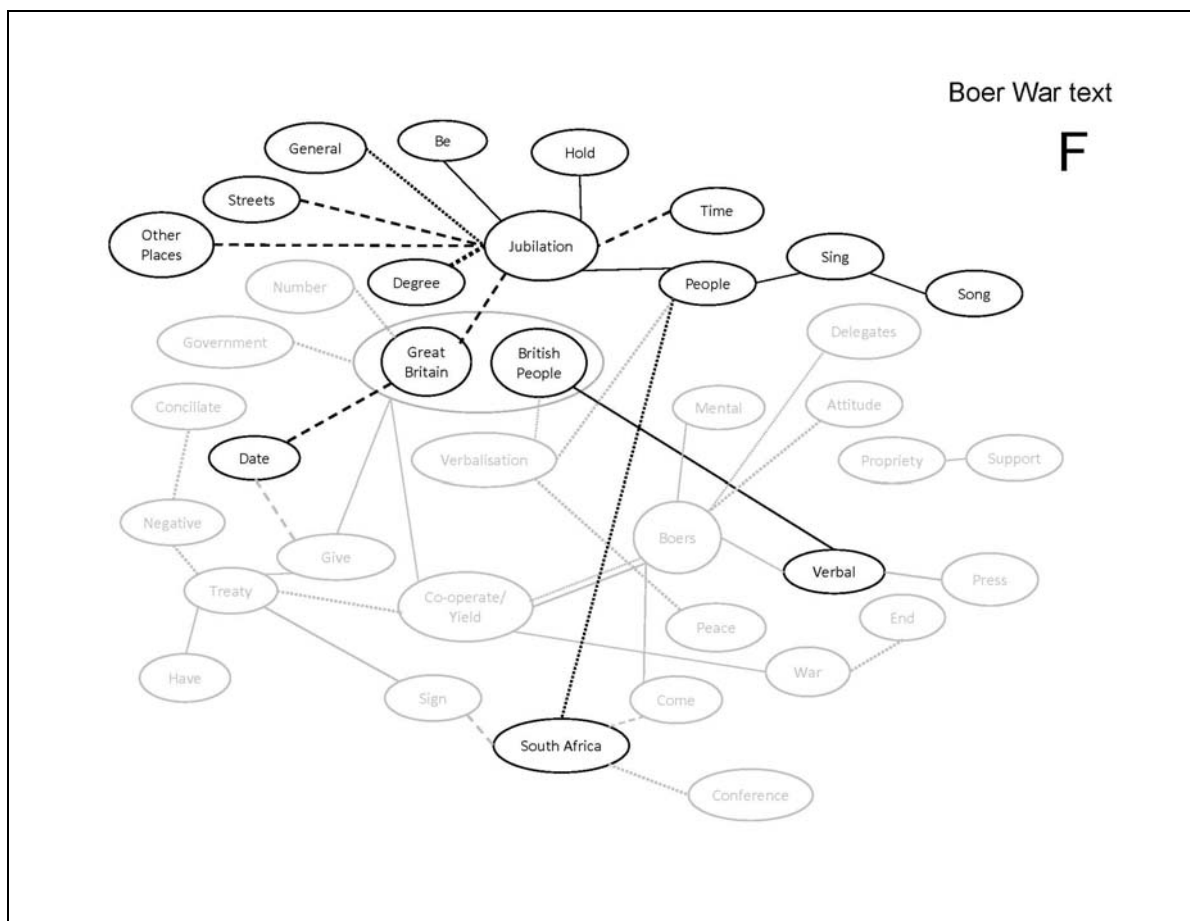 Boer War text
F
Be
Hold
General
Streets
Time
Other
Places
Jubilation
Sing
Degree
People
Song
Number
Delegates
Government
Great
Britain
British
People
Conciliate
Mental
Attitude
Date
Verbalisation
Propriety
Support
Negative
Boers
Give
Verbal
Press
Treaty
Co-operate/
Yield
End
Peace
War
Have
Sign
Come
South Africa
Conference